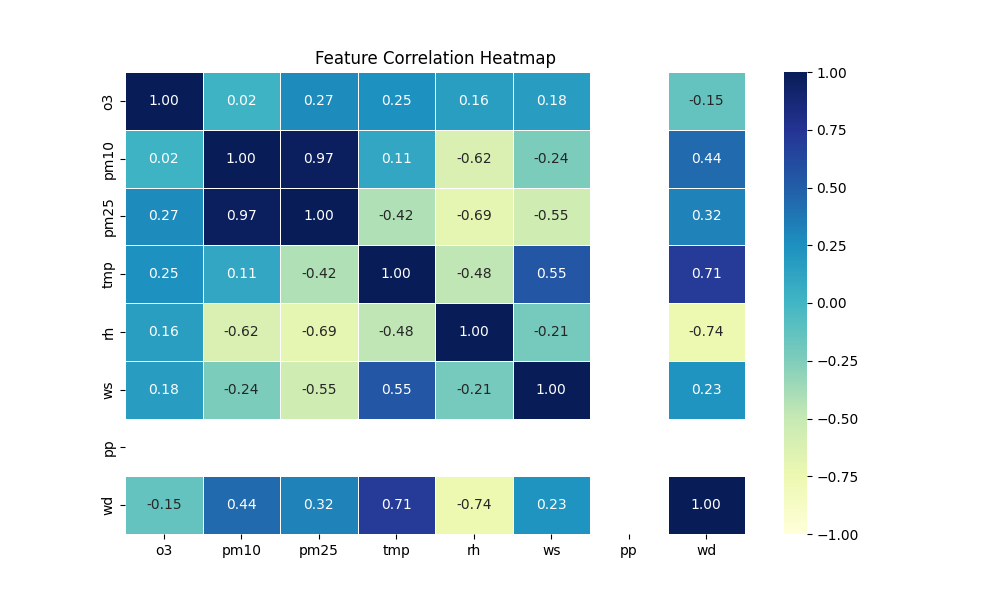 Feature Correlation Heatmap
o3 1.00 0.02 0.27 0.25 0.16 0.18 -0.15
pm10 0.02 1.00 0.97 0.11 -0.62 -0.24 0.44
pm25 0.27 0.97 1.00 -0.42 -0.69 -0.55 0.32
tmp 0.25 0.11 -0.42 1.00 -0.48 0.55 0.71
rh 0.16 -0.62 -0.69 -0.48 1.00 -0.21 -0.74
ws 0.18 -0.24 -0.55 0.55 -0.21 1.00 0.23
pp
wd -0.15 0.44 0.32 0.71 -0.74 0.23 1.00
o3 pm10 pm25 tmp rh ws pp wd
1.00
0.75
0.50
0.25
0.00
−0.25
−0.50
−0.75
−1.00